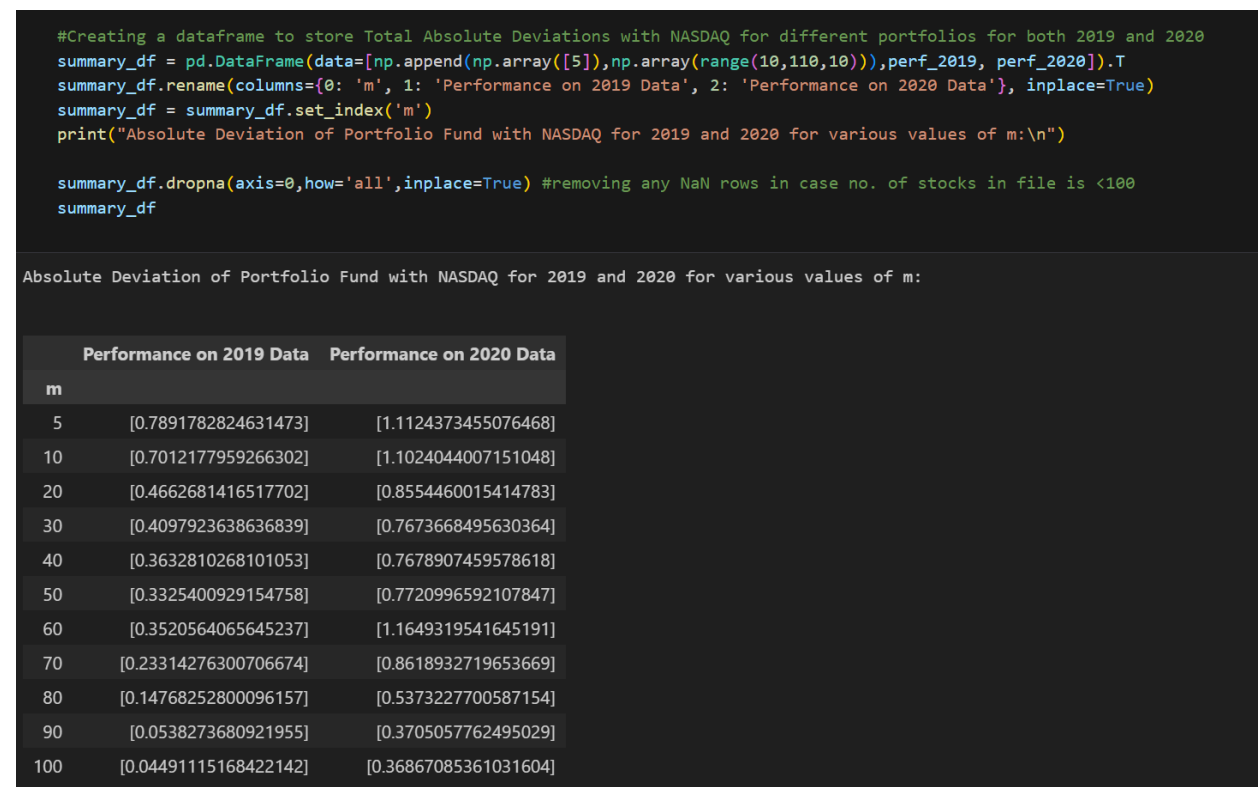 #Creating a dataframe to store Total Absolute Deviations with NASDAQ for different portfolios for both 2019 and 2020
summary_df = pd.DataFrame(data=[np.append(np.array([5]),np.array(range(10,110,10))),perf_2019, perf_2020]).T
summary_df.rename(columns={0: 'm', 1: 'Performance on 2019 Data', 2: 'Performance on 2020 Data'}, inplace=True)
summary_df = summary_df.set_index('m')
print("Absolute Deviation of Portfolio Fund with NASDAQ for 2019 and 2020 for various values of m:\n")
summary_df.dropna(axis=0,how='all',inplace=True) #removing any NaN rows in case no. of stocks in file is <100
summary_df
Absolute Deviation of Portfolio Fund with NASDAQ for 2019 and 2020 for various values of m:
Performance on 2019 Data Performance on 2020 Data
m
5 [0.7891782824631473] [1.1124373455076468]
10 [0.7012177959266302] [1.1024044007151048]
20 [0.4662681416517702] [0.8554460015414783]
30 [0.4097923638636839] [0.7673668495630364]
40 [0.3632810268101053] [0.7678907459578618]
50 [0.3325400929154758] [0.7720996592107847]
60 [0.3520564065645237] [1.1649319541645191]
70 [0.23314276300706674] [0.8618932719653669]
80 [0.14768252800096157] [0.5373227700587154]
90 [0.0538273680921955] [0.3705057762495029]
100 [0.04491115168422142] [0.36867085361031604]